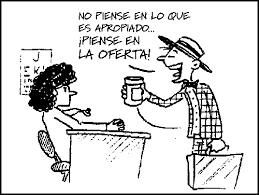 NO PIENSE EN LO QUE
ES APROPIADO...
¡PIENSE EN
LA OFERTA!
J
K